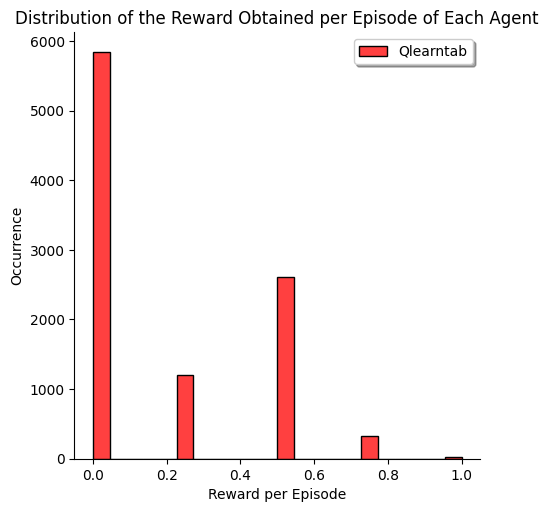 Distribution of the Reward Obtained per Episode of Each Agent
Qlearntab
6000
5000
4000
3000
2000
1000
0
Occurrence
0.0 0.2 0.4 0.6 0.8 1.0
Reward per Episode